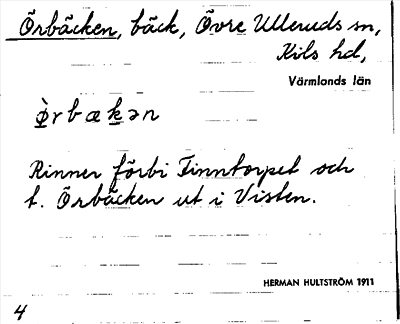 Örbäcken, bäck, Övre Ulleruds sn,
Kils hd,
Värmlands län
ø̀rbækən
Rinner förbi Finntorpet och
t. Örbäcken ut i Visten.
HERMAN HULTSTRÖM 1911
4